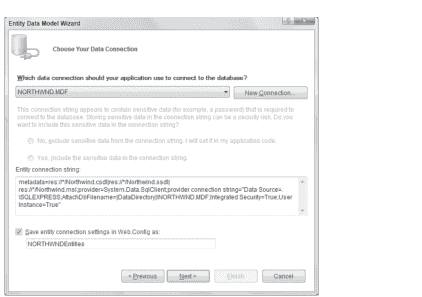 Entity Data Model Wizard
Choose Your Data Connection
Which data connection should your application use to connect to the database?
NORTHWND.MDF
New Connection...
This connection string appears to contain sensitive data (for example, a password) that is required to
connect to the database. Storing sensitive data in the connection string can be a security risk. Do you
want to include this sensitive data in the connection string?
No, exclude sensitive data from the connection string. I will set it in my application code.
Yes, include the sensitive data in the connection string.
Entity connection string:
metadata=res://*/Northwind.csdl|res://*/Northwind.ssdl|
res://*/Northwind.msl;provider=System.Data.SqlClient;provider connection string="Data Source=.
\SQLEXPRESS;AttachDbFilename=|DataDirectory|\NORTHWND.MDF;Integrated Security=True;User
Instance=True"
Save entity connection settings in Web.Config as:
NORTHWNDEntities
< Previous
Next >
Finish
Cancel